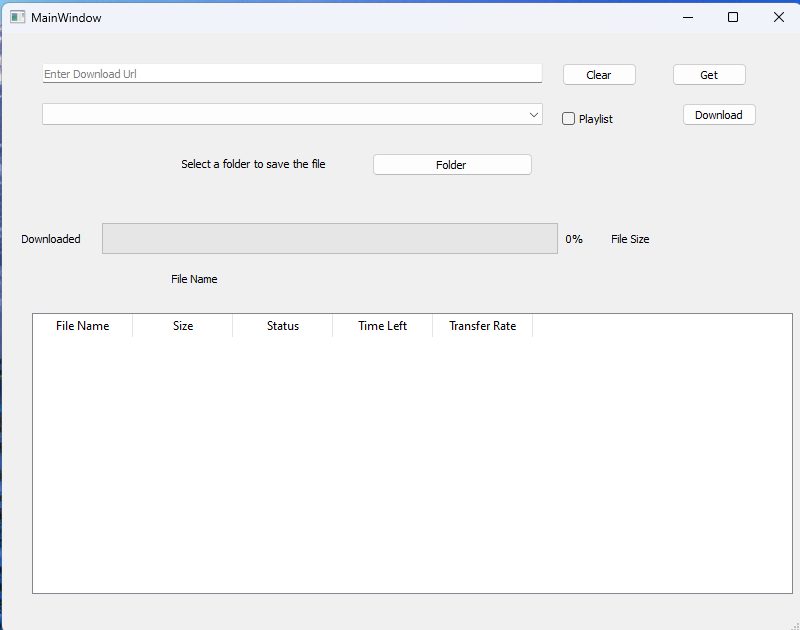 MainWindow
Enter Download Url
Clear
Get
Playlist
Download
Select a folder to save the file
Folder
Downloaded
0%
File Size
File Name
File Name Size Status Time Left Transfer Rate